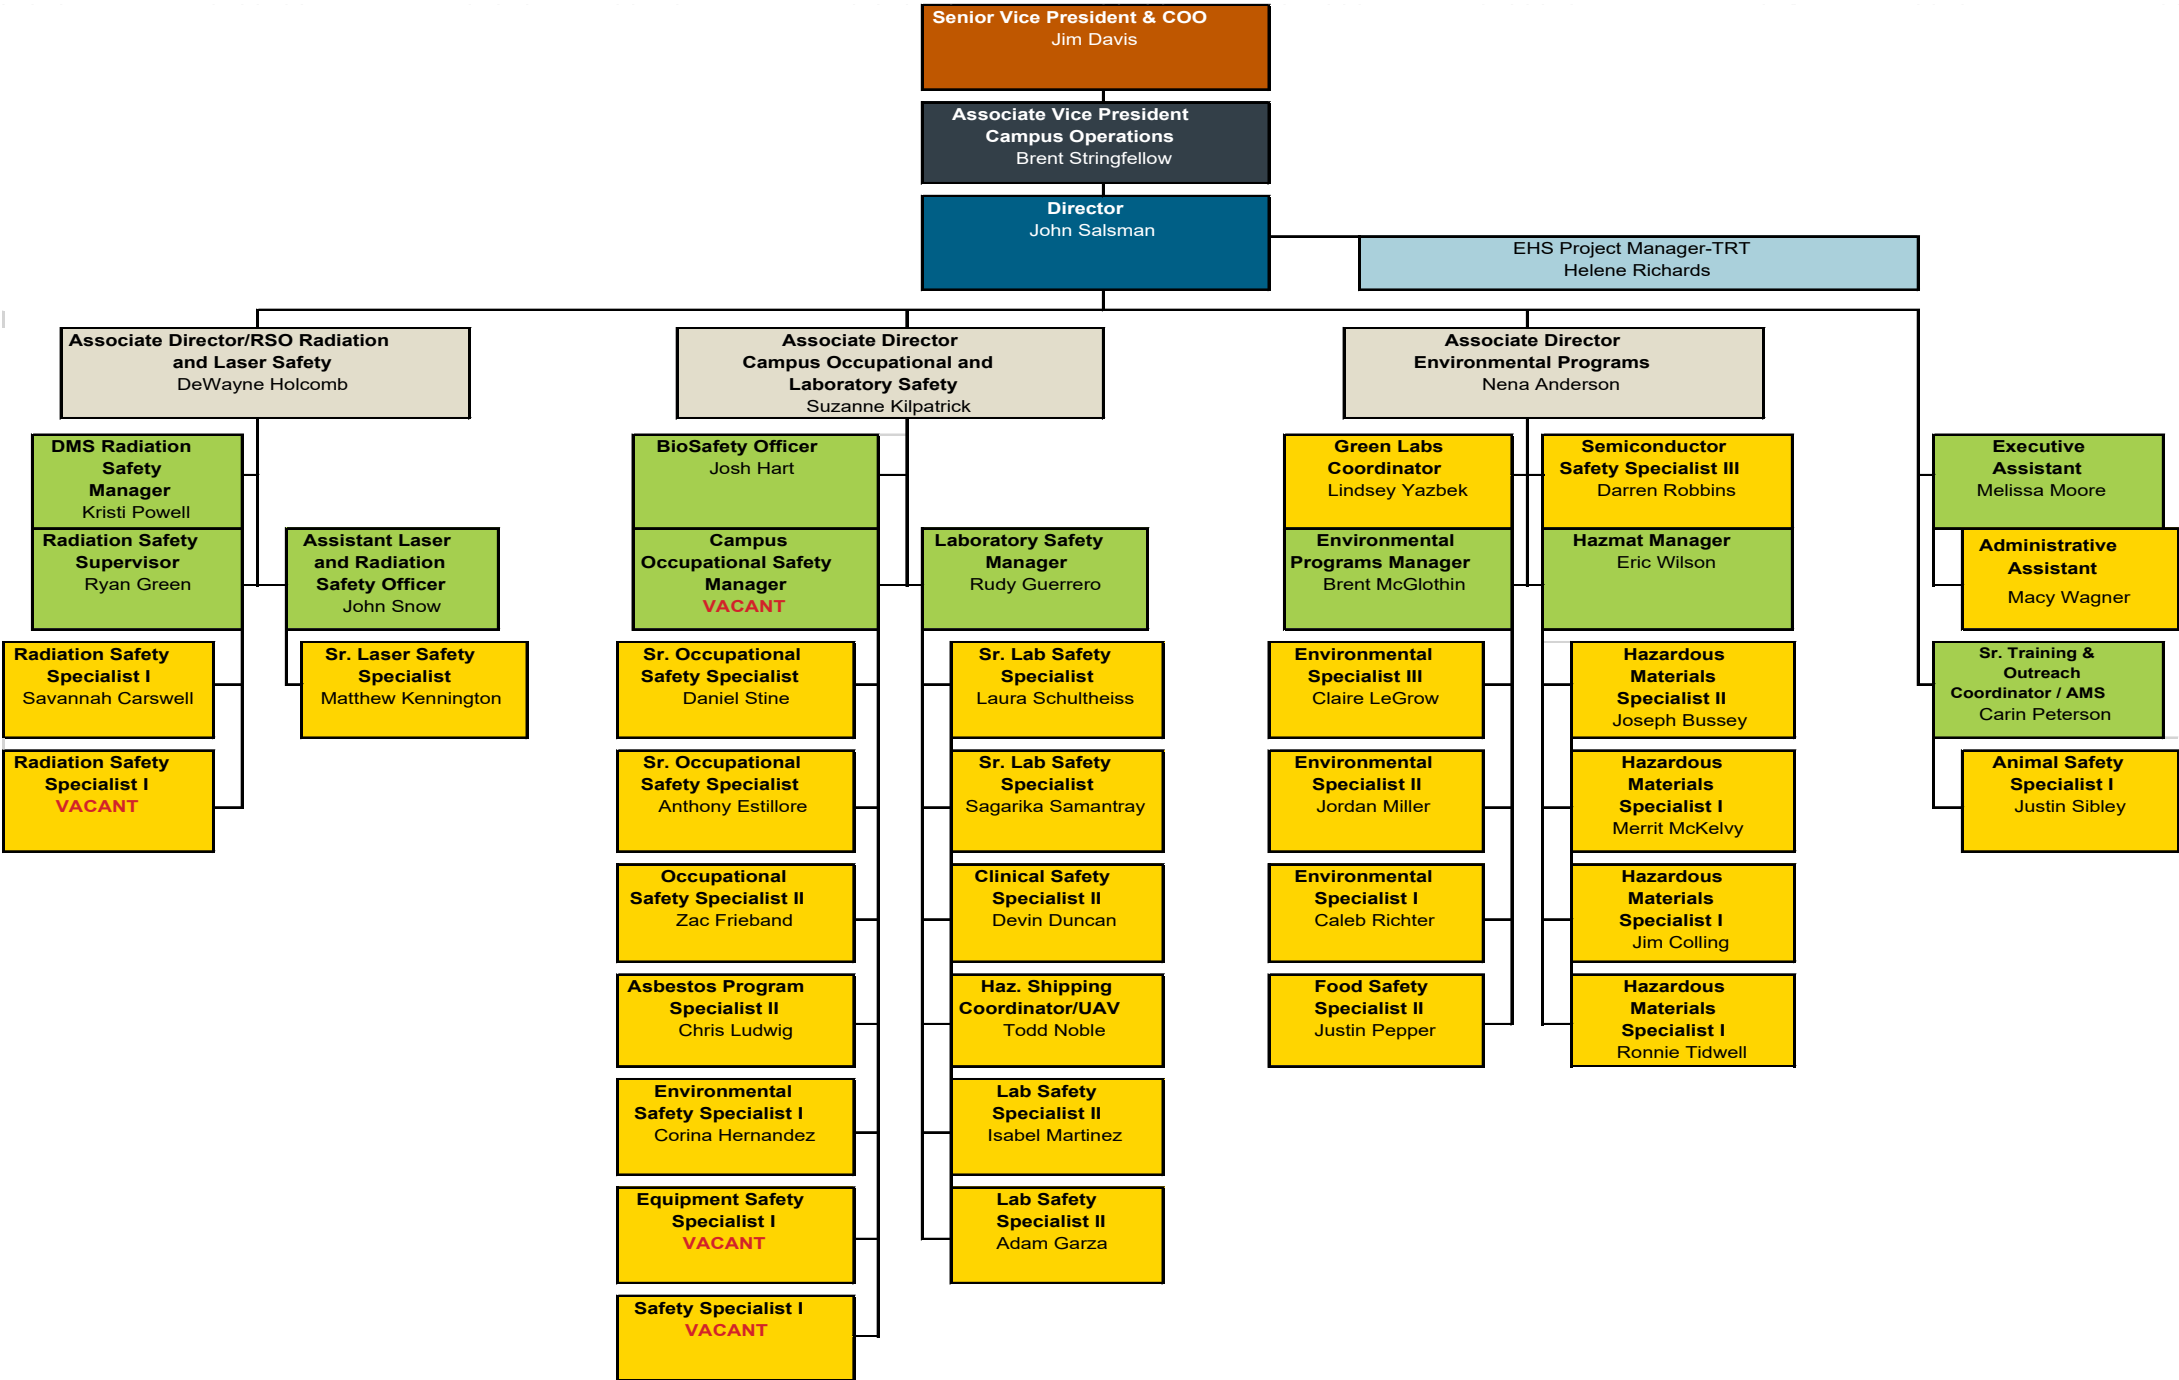 Senior Vice President & COO
Jim Davis
Associate Vice President
Campus Operations
Brent Stringfellow
Director
John Salsman
EHS Project Manager-TRT
Helene Richards
Associate Director/RSO Radiation
and Laser Safety
DeWayne Holcomb
Associate Director
Campus Occupational and
Laboratory Safety
Suzanne Kilpatrick
Associate Director
Environmental Programs
Nena Anderson
DMS Radiation
Safety
Manager
Kristi Powell
Radiation Safety
Supervisor
Ryan Green
Assistant Laser
and Radiation
Safety Officer
John Snow
Radiation Safety
Specialist I
Savannah Carswell
Sr. Laser Safety
Specialist
Matthew Kennington
Radiation Safety
Specialist I
VACANT
BioSafety Officer
Josh Hart
Campus
Occupational Safety
Manager
VACANT
Laboratory Safety
Manager
Rudy Guerrero
Sr. Occupational
Safety Specialist
Daniel Stine
Sr. Occupational
Safety Specialist
Anthony Estillore
Occupational
Safety Specialist II
Zac Frieband
Asbestos Program
Specialist II
Chris Ludwig
Environmental
Safety Specialist I
Corina Hernandez
Equipment Safety
Specialist I
VACANT
Safety Specialist I
VACANT
Sr. Lab Safety
Specialist
Laura Schultheiss
Sr. Lab Safety
Specialist
Sagarika Samantray
Clinical Safety
Specialist II
Devin Duncan
Haz. Shipping
Coordinator/UAV
Todd Noble
Lab Safety
Specialist II
Isabel Martinez
Lab Safety
Specialist II
Adam Garza
Green Labs
Coordinator
Lindsey Yazbek
Semiconductor
Safety Specialist III
Darren Robbins
Environmental
Programs Manager
Brent McGlothin
Hazmat Manager
Eric Wilson
Environmental
Specialist III
Claire LeGrow
Environmental
Specialist II
Jordan Miller
Environmental
Specialist I
Caleb Richter
Food Safety
Specialist II
Justin Pepper
Hazardous
Materials
Specialist II
Joseph Bussey
Hazardous
Materials
Specialist I
Merrit McKelvy
Hazardous
Materials
Specialist I
Jim Colling
Hazardous
Materials
Specialist I
Ronnie Tidwell
Executive
Assistant
Melissa Moore
Administrative
Assistant
Macy Wagner
Sr. Training &
Outreach
Coordinator / AMS
Carin Peterson
Animal Safety
Specialist I
Justin Sibley